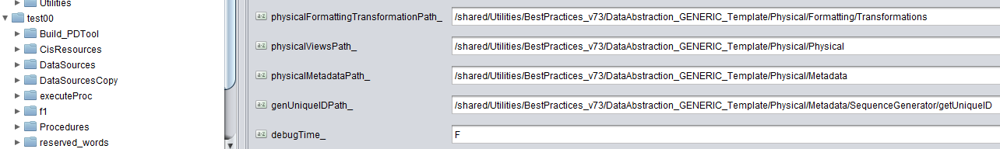 Utilities
test00
Build_PDTool
CisResources
DataSources
DataSourcesCopy
executeProc
f1
Procedures
reserved_words
a-z physicalFormattingTransformationPath_ /shared/Utilities/BestPractices_v73/DataAbstraction_GENERIC_Template/Physical/Formatting/Transformations
a-z physicalViewsPath_ /shared/Utilities/BestPractices_v73/DataAbstraction_GENERIC_Template/Physical/Physical
a-z physicalMetadataPath_ /shared/Utilities/BestPractices_v73/DataAbstraction_GENERIC_Template/Physical/Metadata
a-z genUniqueIDPath_ /shared/Utilities/BestPractices_v73/DataAbstraction_GENERIC_Template/Physical/Metadata/SequenceGenerator/getUniqueID
a-z debugTime_ F